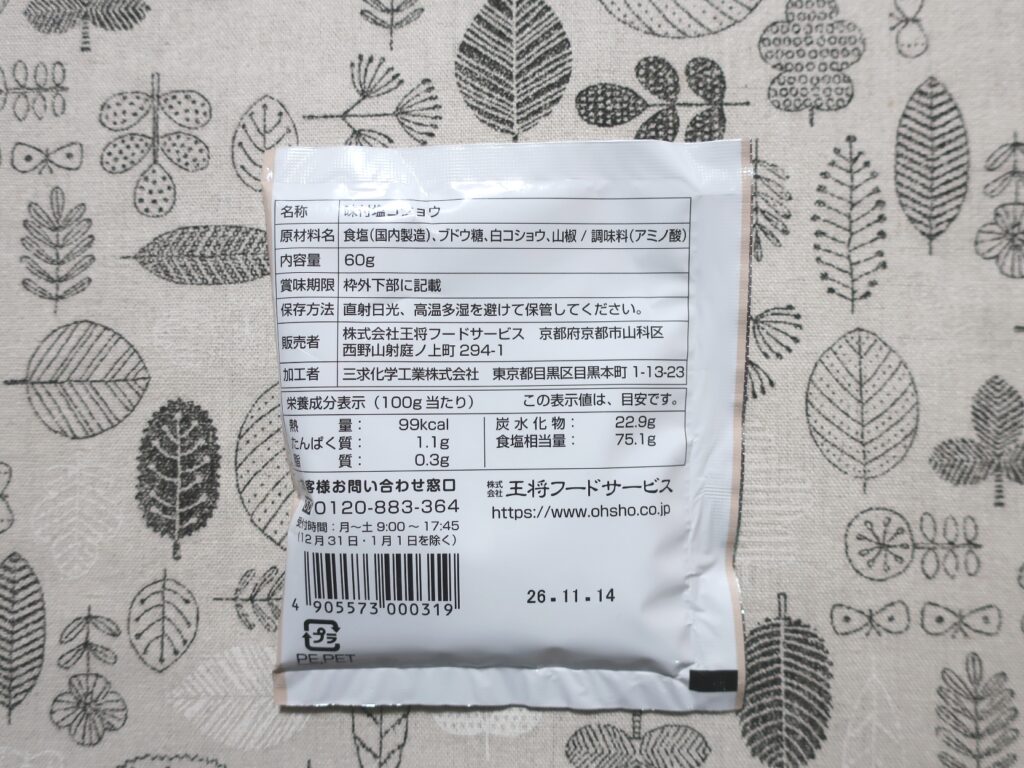 名称 味付塩コショウ
原材料名 食塩(国内製造)、ブドウ糖、白コショウ、山椒 / 調味料(アミノ酸)
内容量 60g
賞味期限 枠外下部に記載
保存方法 直射日光、高温多湿を避けて保管してください。
販売者 株式会社王将フードサービス 京都府京都市山科区
西野山射庭ノ上町 294-1
加工者 三求化学工業株式会社 東京都目黒区目黒本町 1-13-23
栄養成分表示(100g当たり) この表示値は、目安です。
熱量: 99kcal
たんぱく質: 1.1g
脂質: 0.3g
炭水化物: 22.9g
食塩相当量: 75.1g
客様お問い合わせ窓口
0120-883-364
受付時間:月〜土 9:00〜17:45
(12月31日・1月1日を除く)
株式会社 王将フードサービス
https://www.ohsho.co.jp
4 905573 000319
26.11.14
プラ
PE,PET